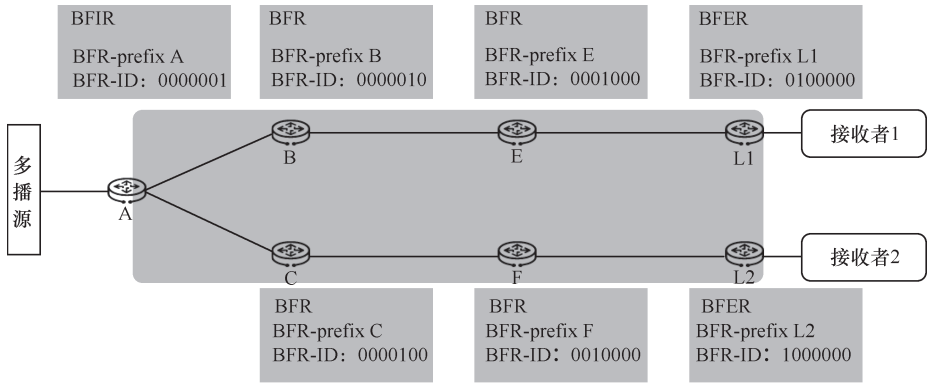 BFIR
BFR-prefix A
BFR-ID：0000001
BFR
BFR-prefix B
BFR-ID：0000010
BFR
BFR-prefix E
BFR-ID：0001000
BFER
BFR-prefix L1
BFR-ID：0100000
多播源
A
B
E
L1
接收者1
C
F
L2
接收者2
BFR
BFR-prefix C
BFR-ID：0000100
BFR
BFR-prefix F
BFR-ID：0010000
BFER
BFR-prefix L2
BFR-ID：1000000